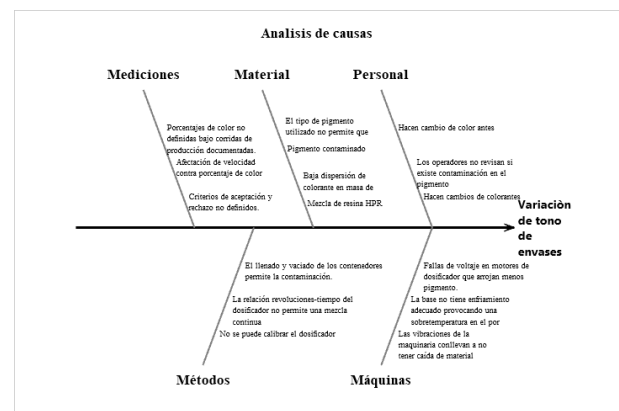 Analisis de causas
Mediciones
Material
Personal
Porcentajes de color no
definidas bajo corridas de
producción documentadas.
Afectación de velocidad
contra porcentaje de color
Criterios de aceptación y
rechazo no definidos.
El tipo de pigmento
utilizado no permite que
Pigmento contaminado
Baja dispersión de
colorante en masa de
Mezcla de resina HPR
Hacen cambio de color antes
Los operadores no revisan si
existe contaminación en el
pigmento
Hacen cambios de colorantes
Variaciòn
de tono
de
envases
El llenado y vaciado de los contenedores
permite la contaminación.
La relación revoluciones-tiempo del
dosificador no permite una mezcla
continua
No se puede calibrar el dosificador
Fallas de voltaje en motores de
dosificador que arrojan menos
pigmento.
La base no tiene enfriamiento
adecuado provocando una
sobretemperatura en el por
Las vibraciones de la
maquinaria conllevan a no
tener caída de material
Métodos
Máquinas